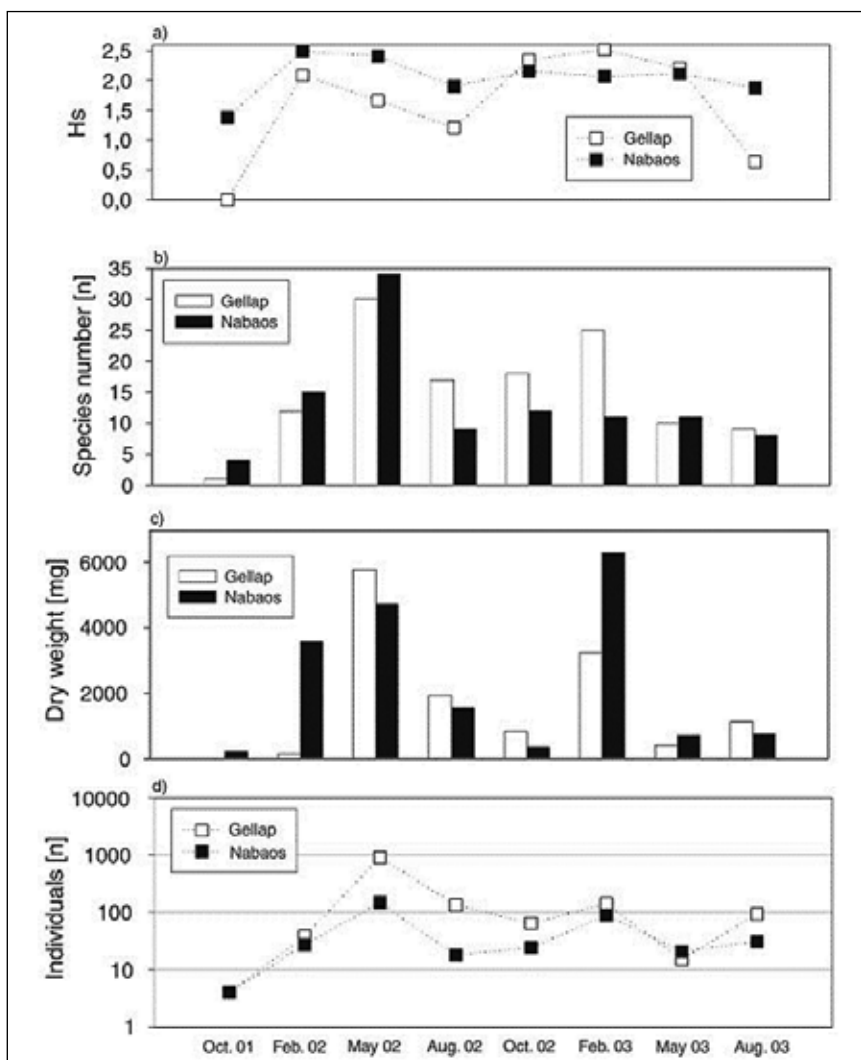 a)
2,5
2,0
1,5
1,0
0,5
0,0
Hs
Gellap
Nabaos
b)
35
30
25
20
15
10
5
0
Species number [n]
Gellap
Nabaos
c)
6000
4000
2000
0
Dry weight [mg]
Gellap
Nabaos
d)
10000
1000
100
10
1
Individuals [n]
Gellap
Nabaos
Oct. 01 Feb. 02 May 02 Aug. 02 Oct. 02 Feb. 03 May 03 Aug. 03